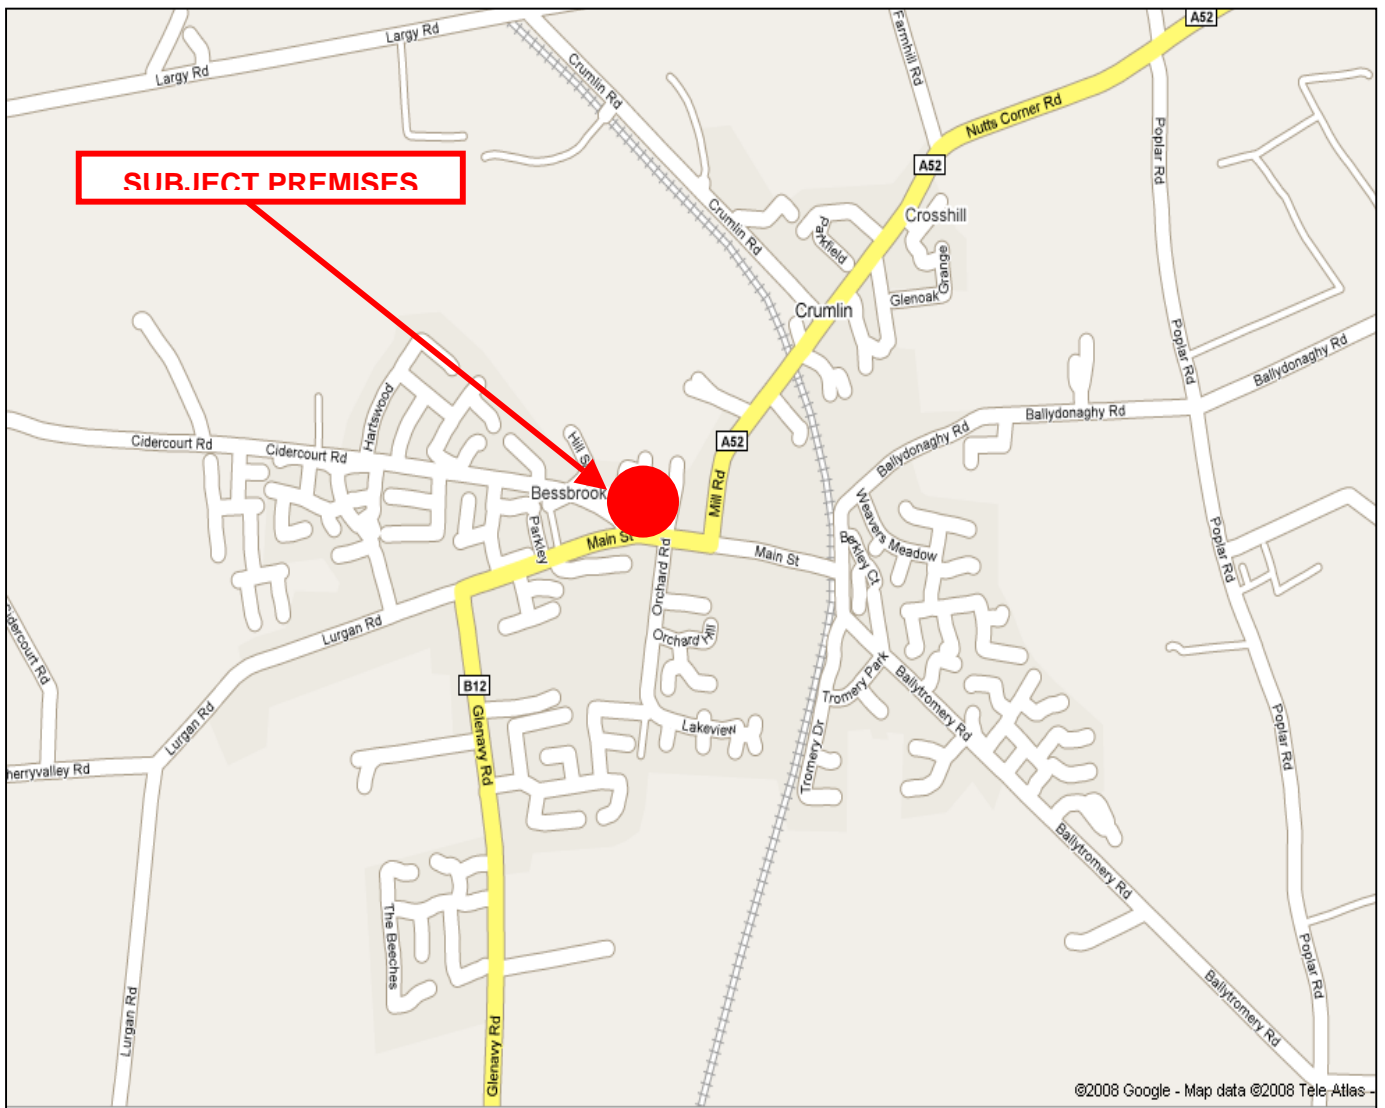 A52
Largy Rd
Farmhill Rd
Largy Rd
Crumlin Rd
Nutts Corner Rd
Poplar Rd
A52
SUBJECT PREMISES
Crumlin Rd
Crosshill
Parkfield
Grange
Glenoak
Crumlin
Poplar Rd
Ballydonaghy Rd
Hartswood
Ballydonaghy Rd
Cidercourt Rd
Cidercourt Rd
Hill St
A52
Ballydonaghy Rd
Bessbrook
Mill Rd
Weavers Meadow
Parkley
Main St
Main St
Berkley Ct
Poplar Rd
Orchard Rd
Cidercourt Rd
Lurgan Rd
Orchard Hill
B12
Tromery Park
Ballytromery Rd
Lurgan Rd
Glenavy Rd
Lakeview
Tromery Dr
Poplar Rd
herryvalley Rd
Ballytromery Rd
The Beeches
Poplar Rd
Lurgan Rd
Glenavy Rd
Ballytromery Rd
©2008 Google - Map data ©2008 Tele Atlas -